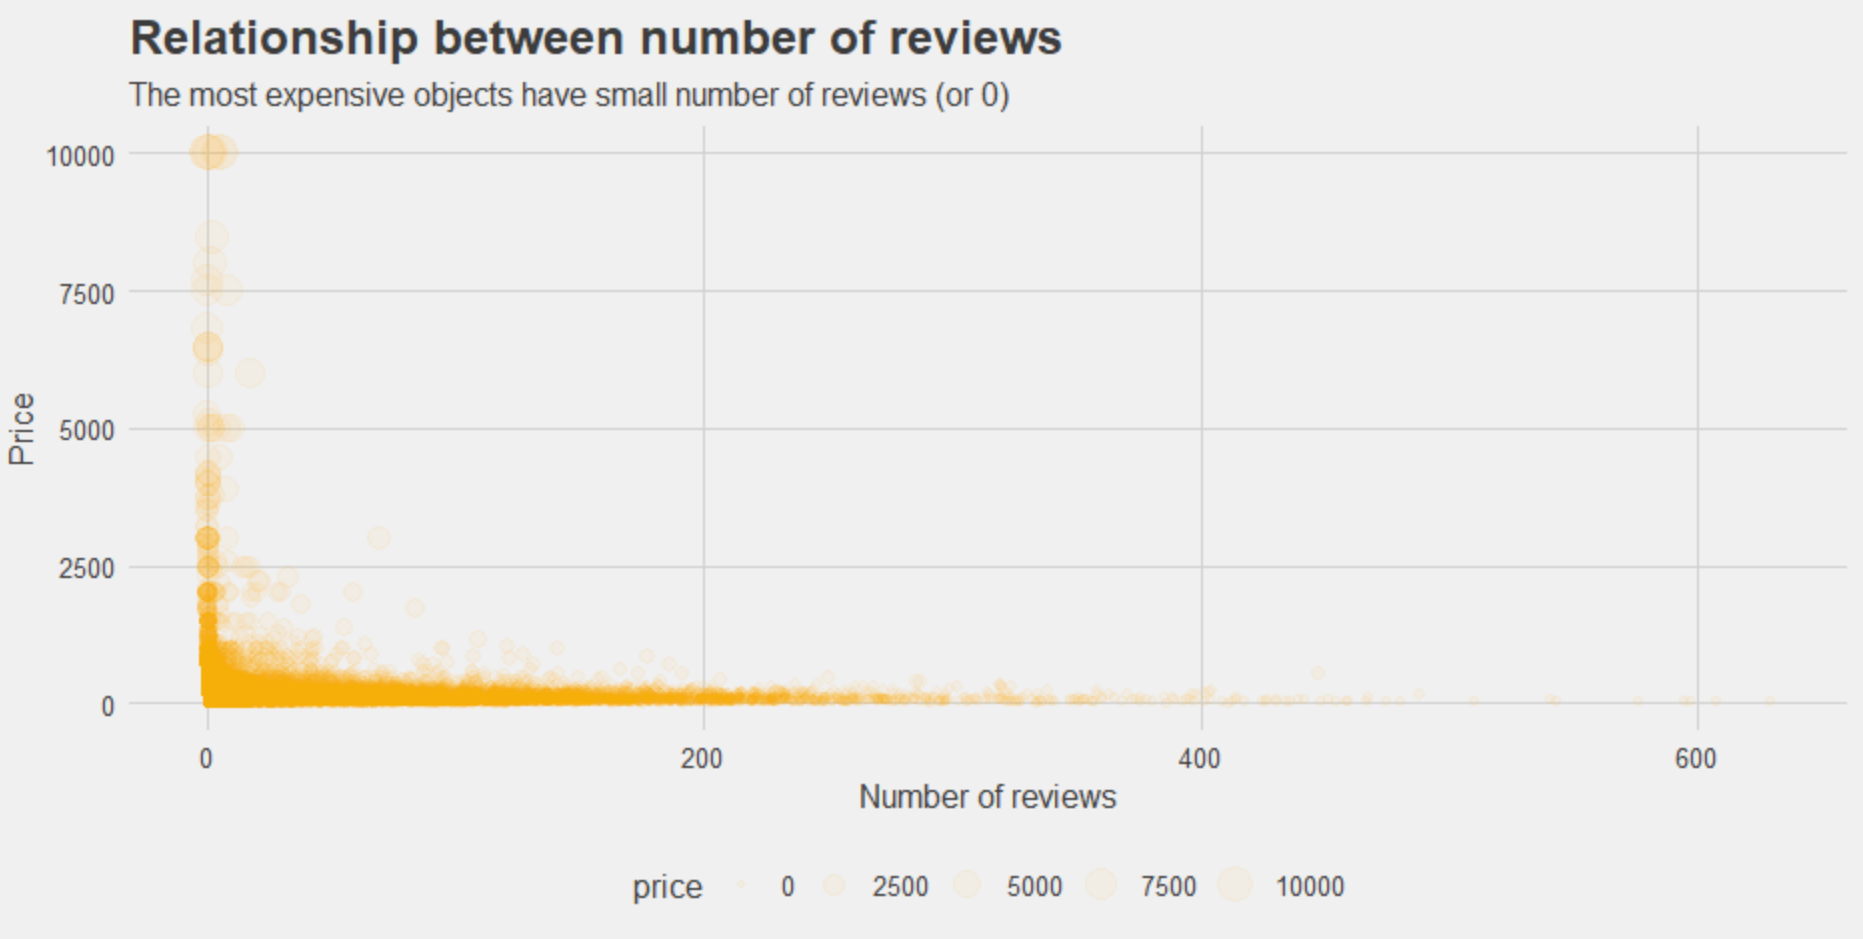 Relationship between number of reviews
The most expensive objects have small number of reviews (or 0)
10000
7500
5000
2500
0
Price
0 200 400 600
Number of reviews
price 0 2500 5000 7500 10000